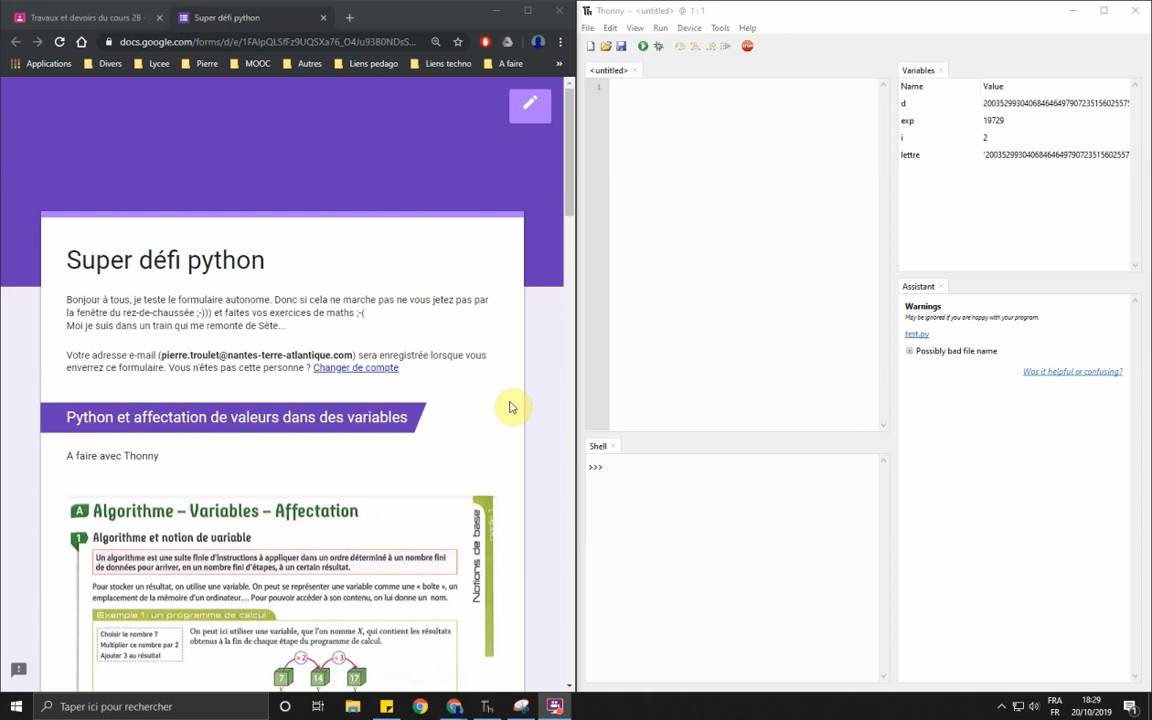 Travaux et devoirs du cours 2B -
Super défi python
Thonny - <untitled> @ 1 : 1
docs.google.com/forms/d/e/1FAIpQLSfFz9UQSXa76_O4Ju93B0NDsS...
File Edit View Run Device Tools Help
Applications Divers Lycee Pierre MOOC Autres Liens pedago Liens techno A faire »
<untitled>
1
Variables
Name Value
d
exp 19729
i 2
lettre
Super défi python
Bonjour à tous, je teste le formulaire autonome. Donc si cela ne marche pas ne vous jetez pas par
la fenêtre du rez-de-chaussée ;-))) et faites vos exercices de maths ;-(
Moi je suis dans un train qui me remonte de Sète...
Votre adresse e-mail (pierre.troulet@nantes-terre-atlantique.com) sera enregistrée lorsque vous
enverrez ce formulaire. Vous n'êtes pas cette personne ? Changer de compte
Python et affectation de valeurs dans des variables
A faire avec Thonny
A Algorithme – Variables – Affectation
1 Algorithme et notion de variable
Un algorithme est une suite finie d'instructions à appliquer dans un ordre déterminé à un nombre fini
de données pour arriver, en un nombre fini d'étapes, à un certain résultat.
Pour stocker un résultat, on utilise une variable. On peut se représenter une variable comme une « boîte », un
emplacement de la mémoire d'un ordinateur... Pour pouvoir accéder à son contenu, on lui donne un nom.
Exemple 1 : un programme de calcul
Choisir le nombre 7
Multiplier ce nombre par 2
Ajouter 3 au résultat
On peut ici utiliser une variable, que l'on nomme X, qui contient les résultats
obtenus à la fin de chaque étape du programme de calcul.
× 2 + 3
7 14 17
Notions de base
Assistant
Warnings
May be ignored if you are happy with your program.
test.py
Possibly bad file name
Was it helpful or confusing?
Shell
>>>
Taper ici pour rechercher
FRA
FR
18:29
20/10/2019